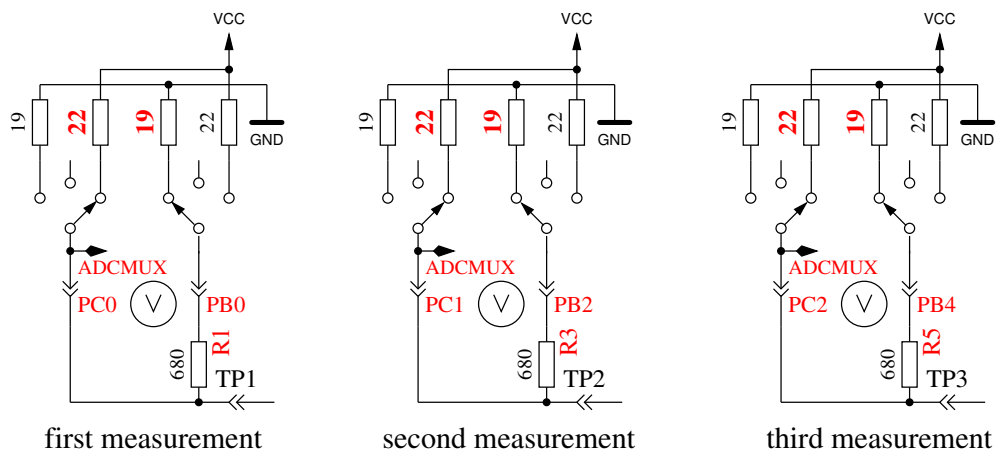 VCC
19
22
19
22
GND
ADCMUX
PC0
V
PB0
R1
680
TP1
first measurement
VCC
19
22
19
22
GND
ADCMUX
PC1
V
PB2
R3
680
TP2
second measurement
VCC
19
22
19
22
GND
ADCMUX
PC2
V
PB4
R5
680
TP3
third measurement